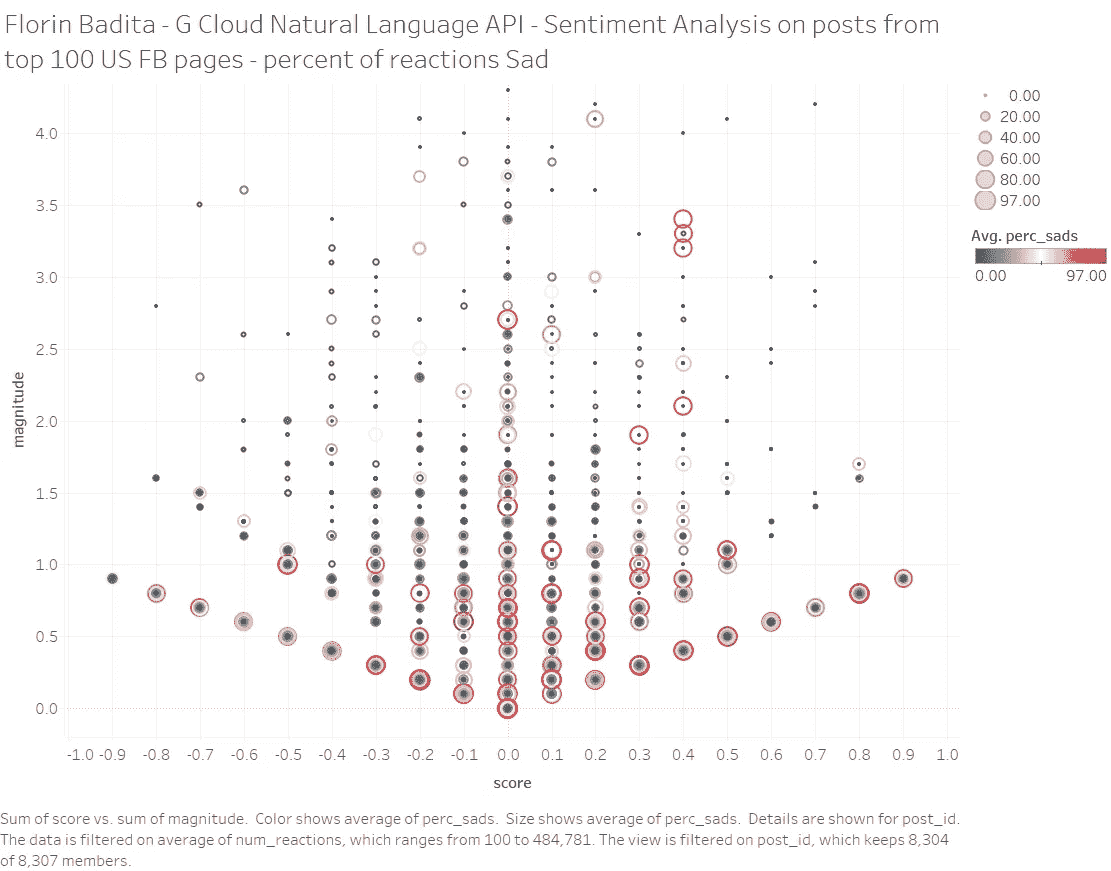 Florin Badita - G Cloud Natural Language API - Sentiment Analysis on posts from
top 100 US FB pages - percent of reactions Sad
0.00
20.00
40.00
60.00
80.00
97.00
Avg. perc_sads
0.00 97.00
magnitude
4.0
3.5
3.0
2.5
2.0
1.5
1.0
0.5
0.0
-1.0 -0.9 -0.8 -0.7 -0.6 -0.5 -0.4 -0.3 -0.2 -0.1 0.0 0.1 0.2 0.3 0.4 0.5 0.6 0.7 0.8 0.9 1.0
score
Sum of score vs. sum of magnitude. Color shows average of perc_sads. Size shows average of perc_sads. Details are shown for post_id.
The data is filtered on average of num_reactions, which ranges from 100 to 484,781. The view is filtered on post_id, which keeps 8,304
of 8,307 members.